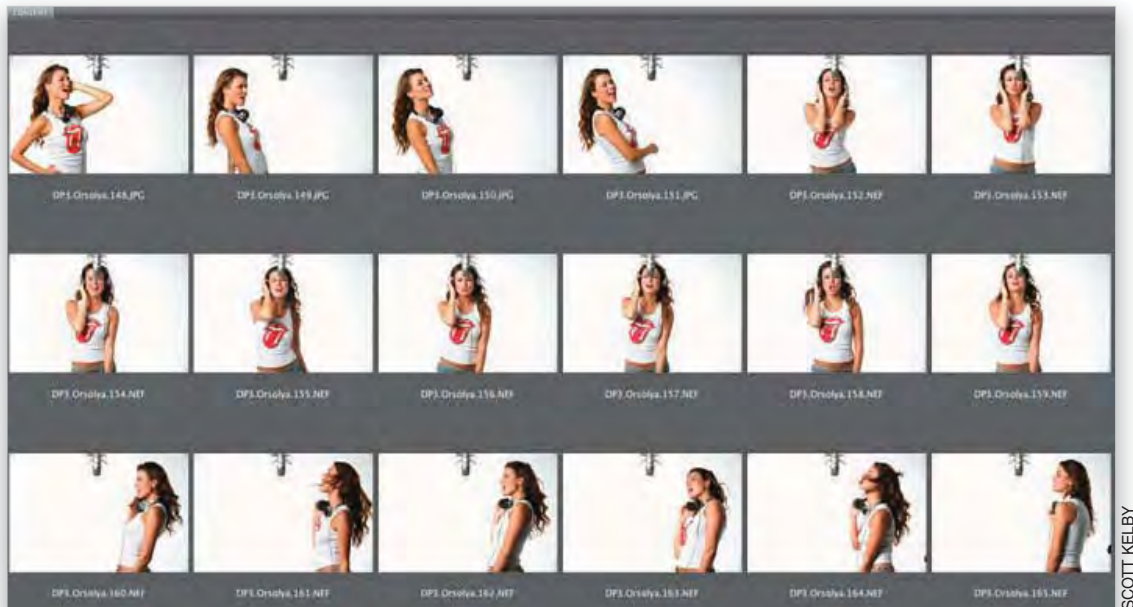 CONTENT
DP3.Orsolya.148.JPG DP3.Orsolya.149.JPG DP3.Orsolya.150.JPG DP3.Orsolya.151.JPG DP3.Orsolya.152.NEF DP3.Orsolya.153.NEF
DP3.Orsolya.154.NEF DP3.Orsolya.155.NEF DP3.Orsolya.156.NEF DP3.Orsolya.157.NEF DP3.Orsolya.158.NEF DP3.Orsolya.159.NEF
DP3.Orsolya.160.NEF DP3.Orsolya.161.NEF DP3.Orsolya.162.NEF DP3.Orsolya.163.NEF DP3.Orsolya.164.NEF DP3.Orsolya.165.NEF
SCOTT KELBY